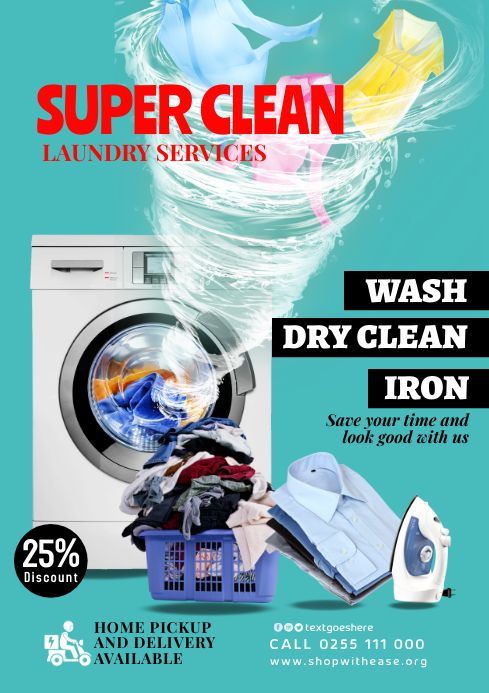 SUPER CLEAN
LAUNDRY SERVICES
WASH
DRY CLEAN
IRON
Save your time and
look good with us
25%
Discount
HOME PICKUP
AND DELIVERY
AVAILABLE
textgoeshere
CALL 0255 111 000
www.shopwithease.org